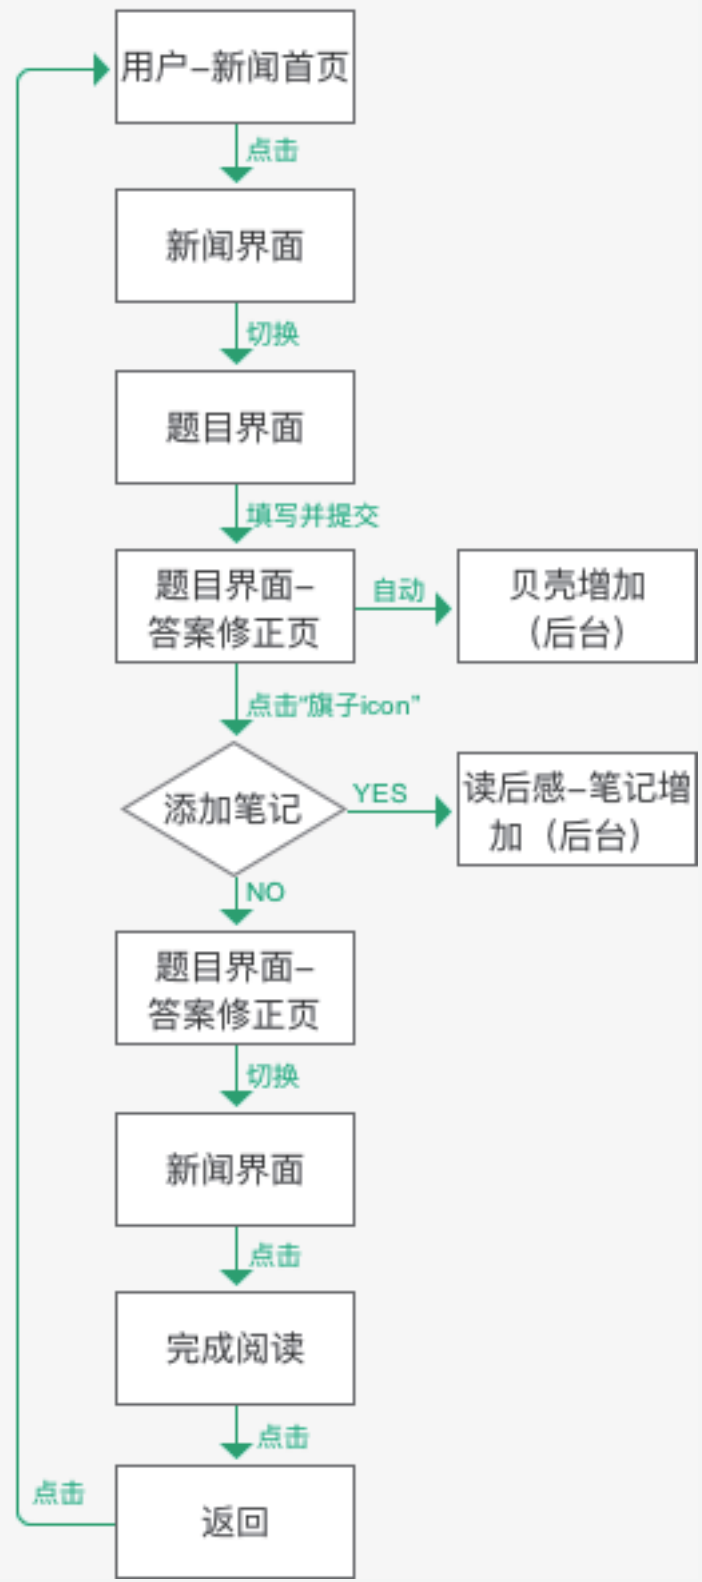 用户–新闻首页
点击
新闻界面
切换
题目界面
填写并提交
题目界面–
答案修正页
自动
贝壳增加
（后台）
点击“旗子icon”
添加笔记
YES
读后感–笔记增
加（后台）
NO
题目界面–
答案修正页
切换
新闻界面
点击
完成阅读
点击
返回
点击